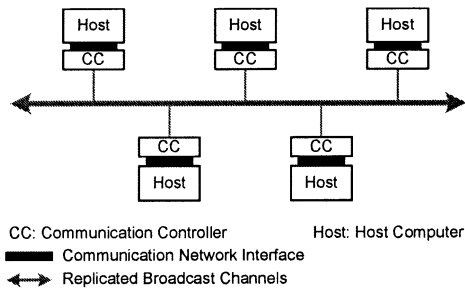 Host Host Host
CC CC CC
CC CC
Host Host
CC: Communication Controller Host: Host Computer
Communication Network Interface
Replicated Broadcast Channels